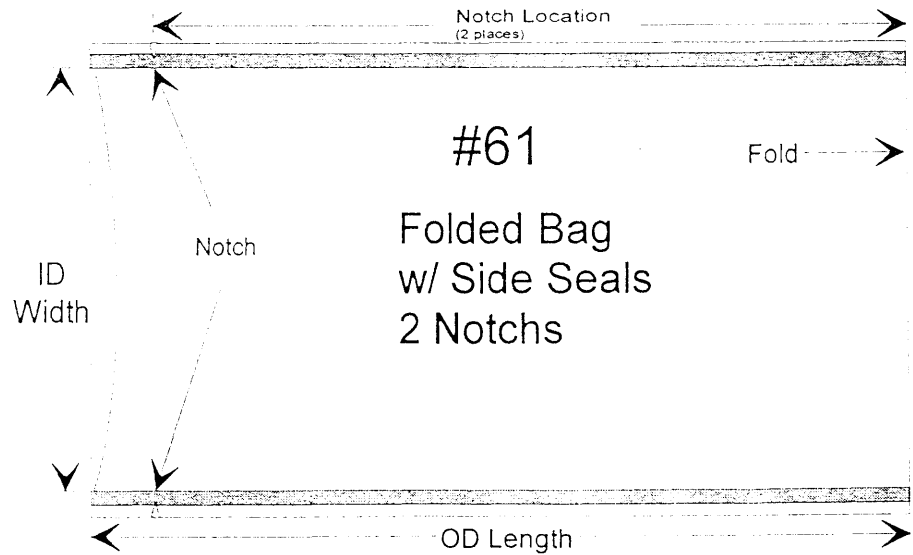 Notch Location
(2 places)
#61
Fold
Folded Bag
w/ Side Seals
2 Notchs
Notch
ID
Width
OD Length